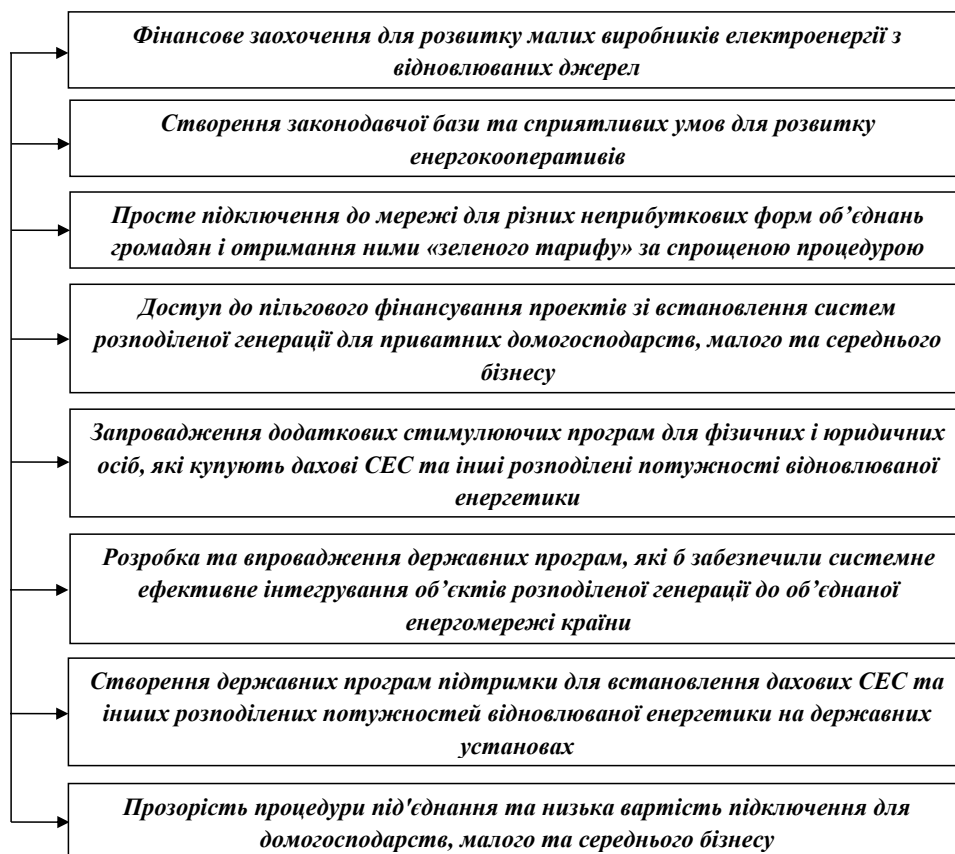 Фінансове заохочення для розвитку малих виробників електроенергії з
відновлюваних джерел
Створення законодавчої бази та сприятливих умов для розвитку
енергокооперативів
Просте підключення до мережі для різних неприбуткових форм об’єднань
громадян і отримання ними «зеленого тарифу» за спрощеною процедурою
Доступ до пільгового фінансування проектів зі встановлення систем
розподіленої генерації для приватних домогосподарств, малого та середнього
бізнесу
Запровадження додаткових стимулюючих програм для фізичних і юридичних
осіб, які купують дахові СЕС та інші розподілені потужності відновлюваної
енергетики
Розробка та впровадження державних програм, які б забезпечили системне
ефективне інтегрування об’єктів розподіленої генерації до об’єднаної
енергомережі країни
Створення державних програм підтримки для встановлення дахових СЕС та
інших розподілених потужностей відновлюваної енергетики на державних
установах
Прозорість процедури під'єднання та низька вартість підключення для
домогосподарств, малого та середнього бізнесу